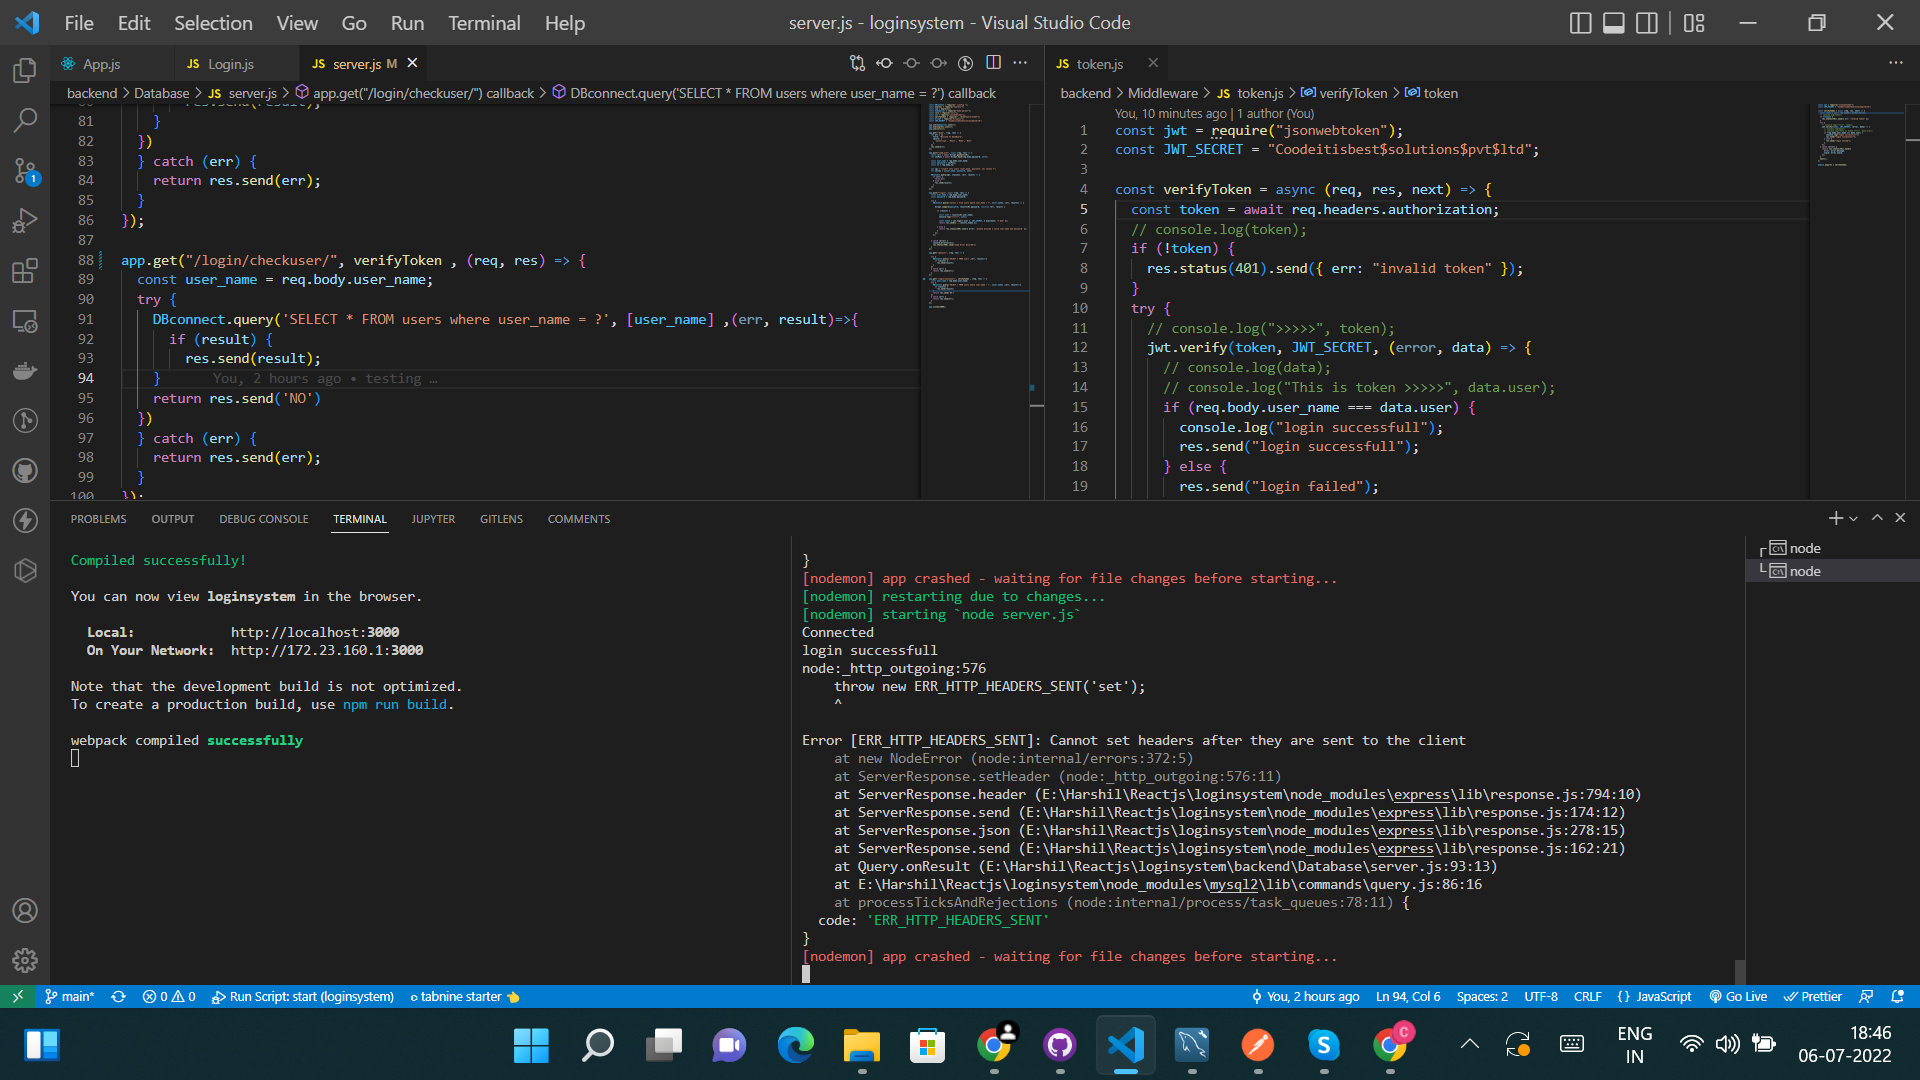 File Edit Selection View Go Run Terminal Help
server.js - loginsystem - Visual Studio Code
App.js
JS Login.js
JS server.js M
backend > Database > JS server.js > app.get("/login/checkuser/") callback > DBconnect.query('SELECT * FROM users where user_name = ?') callback
81 }
82 })
83 } catch (err) {
84 return res.send(err);
85 }
86 });
87
88 app.get("/login/checkuser/", verifyToken , (req, res) => {
89 const user_name = req.body.user_name;
90 try {
91 DBconnect.query('SELECT * FROM users where user_name = ?', [user_name] ,(err, result)=>{
92 if (result) {
93 res.send(result);
94 } You, 2 hours ago • testing …
95 return res.send('NO')
96 })
97 } catch (err) {
98 return res.send(err);
99 }
100 });
JS token.js
backend > Middleware > JS token.js > verifyToken > token
You, 10 minutes ago | 1 author (You)
1 const jwt = require("jsonwebtoken");
2 const JWT_SECRET = "Coodeitisbest$solutions$pvt$ltd";
3
4 const verifyToken = async (req, res, next) => {
5 const token = await req.headers.authorization;
6 // console.log(token);
7 if (!token) {
8 res.status(401).send({ err: "invalid token" });
9 }
10 try {
11 // console.log(">>>>>", token);
12 jwt.verify(token, JWT_SECRET, (error, data) => {
13 // console.log(data);
14 // console.log("This is token >>>>>", data.user);
15 if (req.body.user_name === data.user) {
16 console.log("login successfull");
17 res.send("login successfull");
18 } else {
19 res.send("login failed");
PROBLEMS OUTPUT DEBUG CONSOLE TERMINAL JUPYTER GITLENS COMMENTS
Compiled successfully!
You can now view loginsystem in the browser.
Local: http://localhost:3000
On Your Network: http://172.23.160.1:3000
Note that the development build is not optimized.
To create a production build, use npm run build.
webpack compiled successfully
}
[nodemon] app crashed - waiting for file changes before starting...
[nodemon] restarting due to changes...
[nodemon] starting `node server.js`
Connected
login successfull
node:_http_outgoing:576
throw new ERR_HTTP_HEADERS_SENT('set');
^
Error [ERR_HTTP_HEADERS_SENT]: Cannot set headers after they are sent to the client
at new NodeError (node:internal/errors:372:5)
at ServerResponse.setHeader (node:_http_outgoing:576:11)
at ServerResponse.header (E:\Harshil\Reactjs\loginsystem\node_modules\express\lib\response.js:794:10)
at ServerResponse.send (E:\Harshil\Reactjs\loginsystem\node_modules\express\lib\response.js:174:12)
at ServerResponse.json (E:\Harshil\Reactjs\loginsystem\node_modules\express\lib\response.js:278:15)
at ServerResponse.send (E:\Harshil\Reactjs\loginsystem\node_modules\express\lib\response.js:162:21)
at Query.onResult (E:\Harshil\Reactjs\loginsystem\backend\Database\server.js:93:13)
at E:\Harshil\Reactjs\loginsystem\node_modules\mysql2\lib\commands\query.js:86:16
at processTicksAndRejections (node:internal/process/task_queues:78:11) {
code: 'ERR_HTTP_HEADERS_SENT'
}
[nodemon] app crashed - waiting for file changes before starting...
node
node
main* 0 0 Run Script: start (loginsystem) tabnine starter
You, 2 hours ago Ln 94, Col 6 Spaces: 2 UTF-8 CRLF {} JavaScript Go Live Prettier
ENG
IN
18:46
06-07-2022